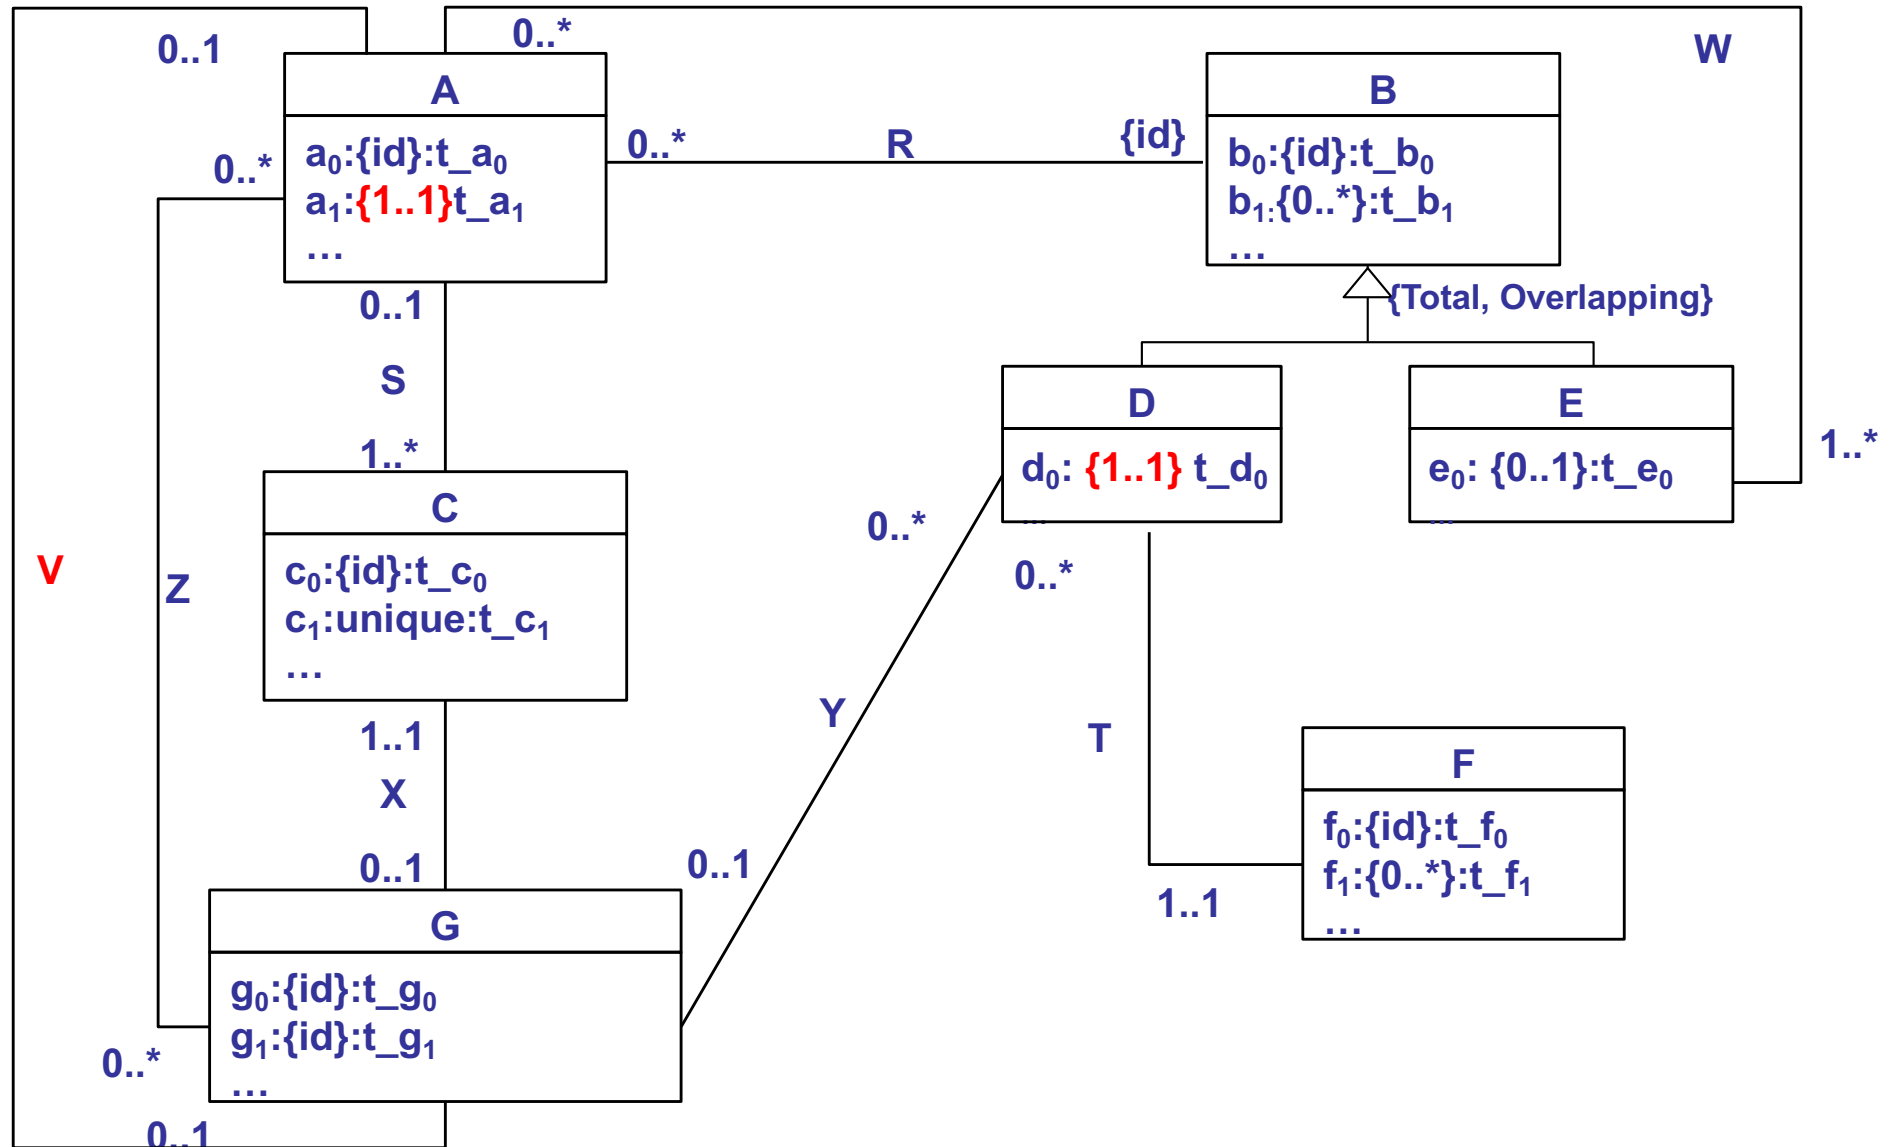 0..1
0..*
W
A
B
0..*
R
{id}
0..*
a₀:{id}:t_a₀
a₁:{1..1}t_a₁
…
b₀:{id}:t_b₀
b₁:{0..*}:t_b₁
…
0..1
{Total, Overlapping}
S
D
E
1..*
1..*
d₀: {1..1} t_d₀
...
e₀: {0..1}:t_e₀
...
C
0..*
V
Z
c₀:{id}:t_c₀
c₁:unique:t_c₁
…
0..*
1..1
Y
T
X
F
0..1
0..1
f₀:{id}:t_f₀
f₁:{0..*}:t_f₁
…
1..1
G
g₀:{id}:t_g₀
g₁:{id}:t_g₁
…
0..*
0..1